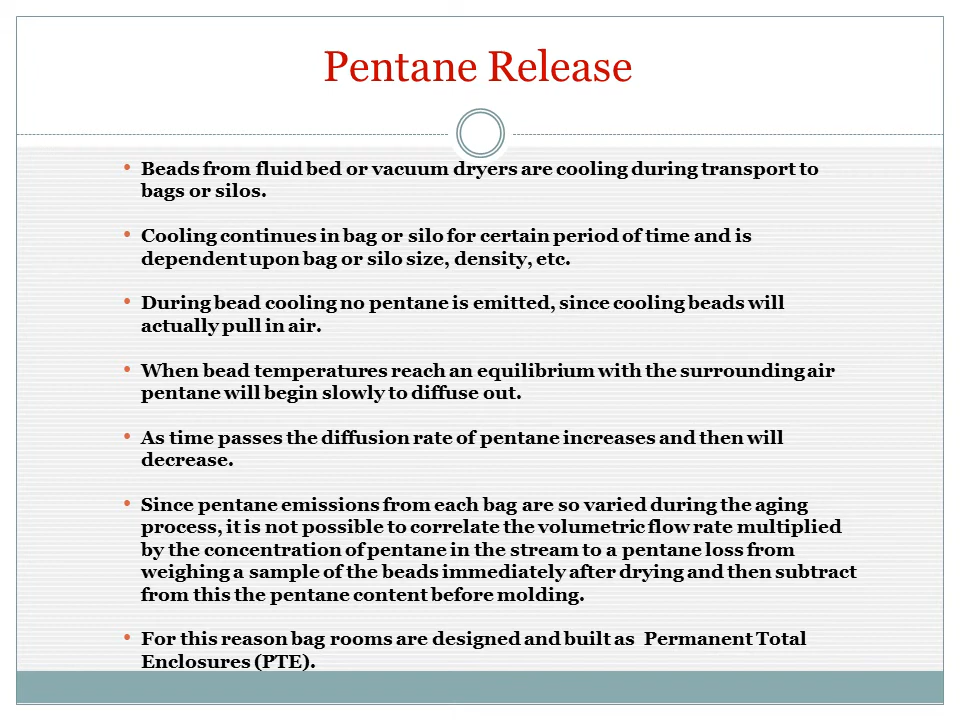 Pentane Release
• Beads from fluid bed or vacuum dryers are cooling during transport to
bags or silos.
• Cooling continues in bag or silo for certain period of time and is
dependent upon bag or silo size, density, etc.
• During bead cooling no pentane is emitted, since cooling beads will
actually pull in air.
• When bead temperatures reach an equilibrium with the surrounding air
pentane will begin slowly to diffuse out.
• As time passes the diffusion rate of pentane increases and then will
decrease.
• Since pentane emissions from each bag are so varied during the aging
process, it is not possible to correlate the volumetric flow rate multiplied
by the concentration of pentane in the stream to a pentane loss from
weighing a sample of the beads immediately after drying and then subtract
from this the pentane content before molding.
• For this reason bag rooms are designed and built as Permanent Total
Enclosures (PTE).